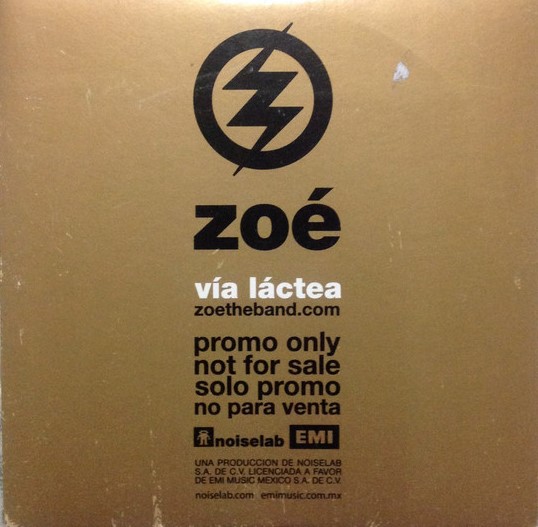 zoé
vía láctea
zoetheband.com
promo only
not for sale
solo promo
no para venta
noiselab EMI
UNA PRODUCCION DE NOISELAB
S.A. DE C.V. LICENCIADA A FAVOR
DE EMI MUSIC MEXICO S.A. DE C.V.
noiselab.com emimusic.com.mx